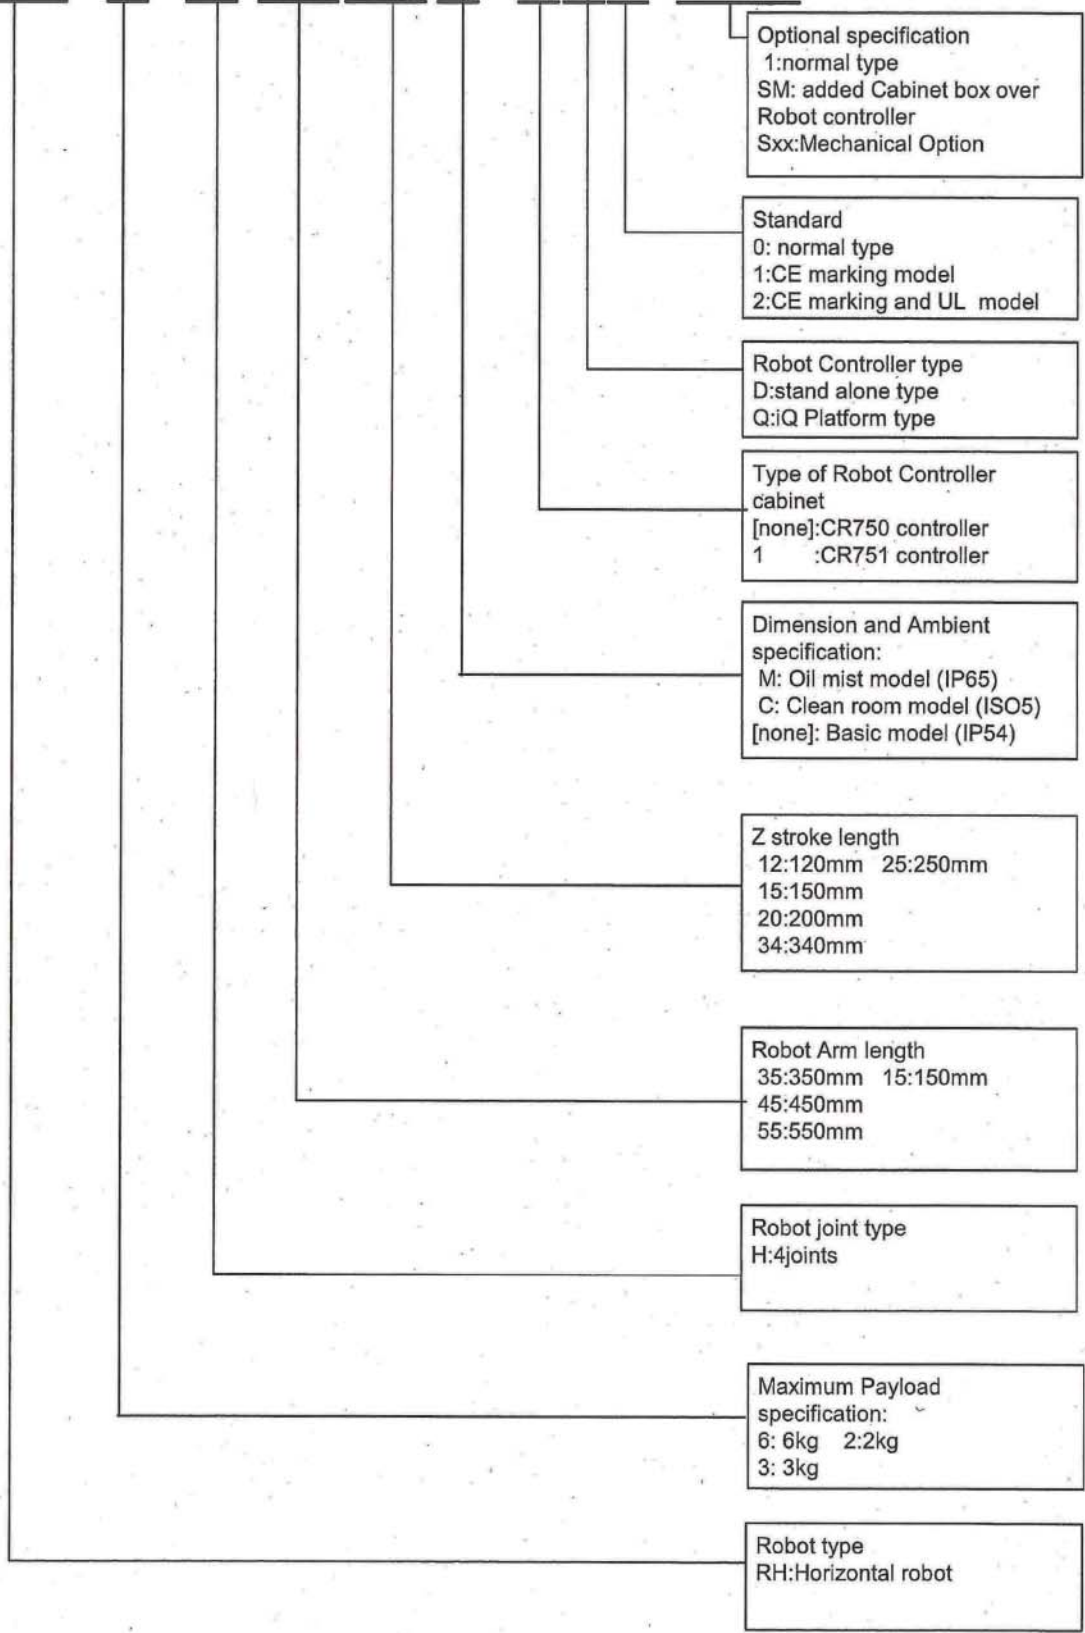 Optional specification
1:normal type
SM: added Cabinet box over
Robot controller
Sxx:Mechanical Option
Standard
0: normal type
1:CE marking model
2:CE marking and UL model
Robot Controller type
D:stand alone type
Q:iQ Platform type
Type of Robot Controller
cabinet
[none]:CR750 controller
1 :CR751 controller
Dimension and Ambient
specification:
M: Oil mist model (IP65)
C: Clean room model (ISO5)
[none]: Basic model (IP54)
Z stroke length
12:120mm 25:250mm
15:150mm
20:200mm
34:340mm
Robot Arm length
35:350mm 15:150mm
45:450mm
55:550mm
Robot joint type
H:4joints
Maximum Payload
specification:
6: 6kg 2:2kg
3: 3kg
Robot type
RH:Horizontal robot